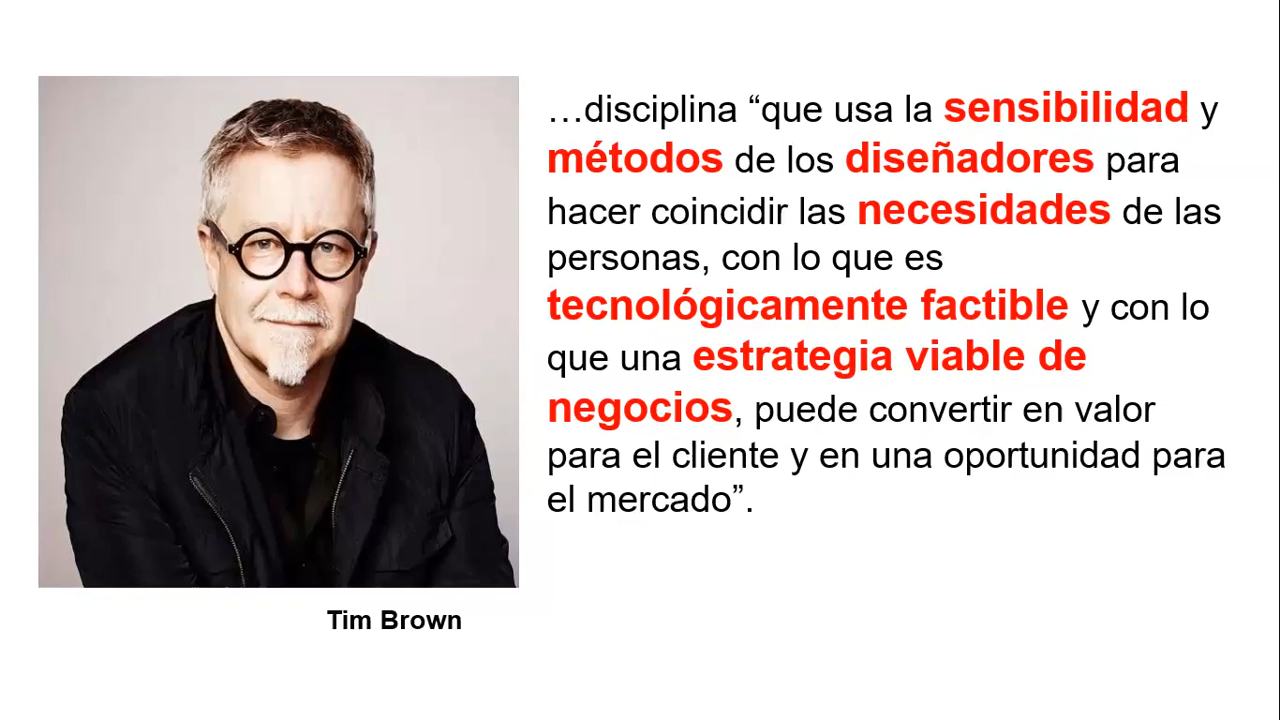 …disciplina “que usa la sensibilidad y
métodos de los diseñadores para
hacer coincidir las necesidades de las
personas, con lo que es
tecnológicamente factible y con lo
que una estrategia viable de
negocios, puede convertir en valor
para el cliente y en una oportunidad para
el mercado”.
Tim Brown